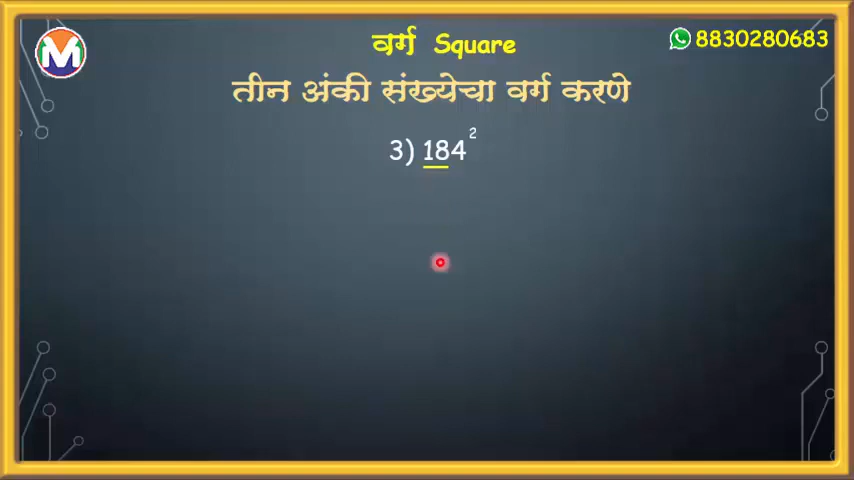 वर्ग Square
8830280683
तीन अंकी संख्येचा वर्ग करणे
3) 184²